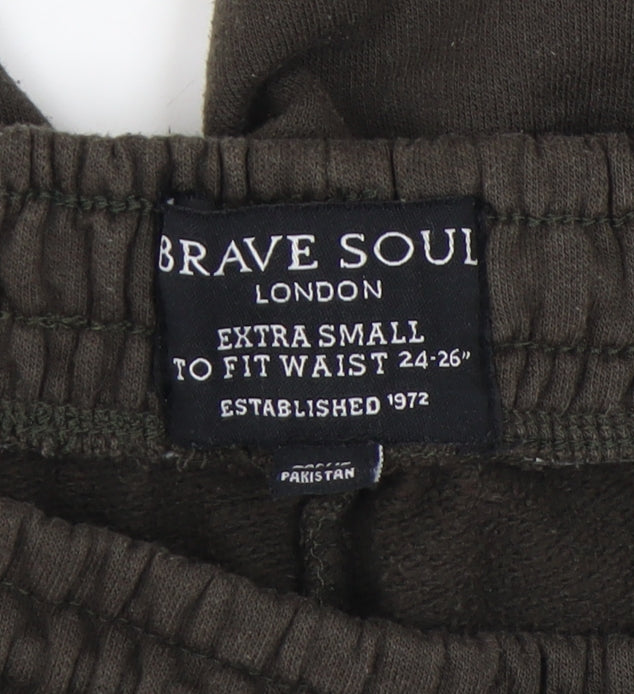 BRAVE SOUL
LONDON
EXTRA SMALL
TO FIT WAIST 24-26"
ESTABLISHED 1972
PAKISTAN